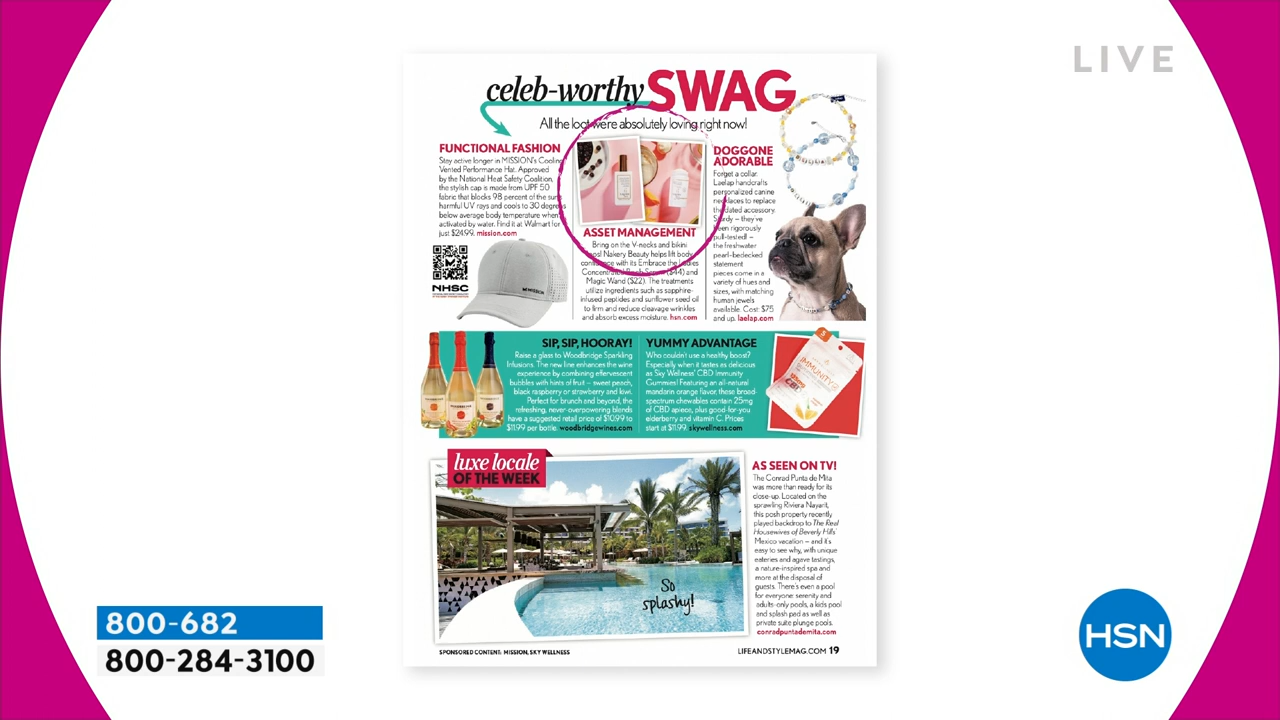 LIVE
celeb-worthy SWAG
All the loot we're absolutely loving right now!
FUNCTIONAL FASHION
Stay active longer in MISSION's Cooling
Vented Performance Hat. Approved
by the National Heat Safety Coalition,
the stylish cap is made from UPF 50
fabric that blocks 98 percent of the sun's
harmful UV rays and cools to 30 degrees
below average body temperature when
activated by water. Find it at Walmart for
just $24.99. mission.com
NHSC
MISSION
ASSET MANAGEMENT
Bring on the V-necks and bikini
tops! Nakery Beauty helps lift body
confidence with its Embrace the Ladies
Concentrated Boob Serum ($44) and
Magic Wand ($22). The treatments
utilize ingredients such as sapphire-
infused peptides and sunflower seed oil
to firm and reduce cleavage wrinkles
and absorb excess moisture. hsn.com
DOGGONE
ADORABLE
Forget a collar.
Laelap handcrafts
personalized canine
necklaces to replace
the dated accessory.
Sturdy — they've
been rigorously
pull-tested! —
the freshwater
pearl-bedecked
statement
pieces come in a
variety of hues and
sizes, with matching
human jewels
available. Cost: $75
and up. laelap.com
SIP, SIP, HOORAY!
Raise a glass to Woodbridge Sparkling
Infusions. The new line enhances the wine
experience by combining effervescent
bubbles with hints of fruit — sweet peach,
black raspberry or strawberry and kiwi.
Perfect for brunch and beyond, the
refreshing, never-overpowering blends
have a suggested retail price of $10.99 to
$11.99 per bottle. woodbridgewines.com
YUMMY ADVANTAGE
Who couldn't use a healthy boost?
Especially when it tastes as delicious
as Sky Wellness' CBD Immunity
Gummies! Featuring an all-natural
mandarin orange flavor, these broad-
spectrum chewables contain 25mg
of CBD apiece, plus good-for-you
elderberry and vitamin C. Prices
start at $11.99. skywellness.com
IMMUNITY
luxe locale
OF THE WEEK
So
splashy!
AS SEEN ON TV!
The Conrad Punta de Mita
was more than ready for its
close-up. Located on the
sprawling Riviera Nayarit,
this posh property recently
played backdrop to The Real
Housewives of Beverly Hills'
Mexico vacation — and it's
easy to see why, with unique
eateries and agave tastings,
a nature-inspired spa and
more at the disposal of
guests. There's even a pool
for everyone: serenity and
adults-only pools, a kids pool
and splash pad as well as
private suite plunge pools.
conradpuntademita.com
SPONSORED CONTENT: MISSION, SKY WELLNESS
LIFEANDSTYLEMAG.COM 19
800-682
800-284-3100
HSN